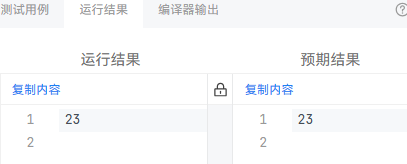 测试用例 运行结果 编译器输出
运行结果 预期结果
复制内容 复制内容
1 23 1 23
2 2